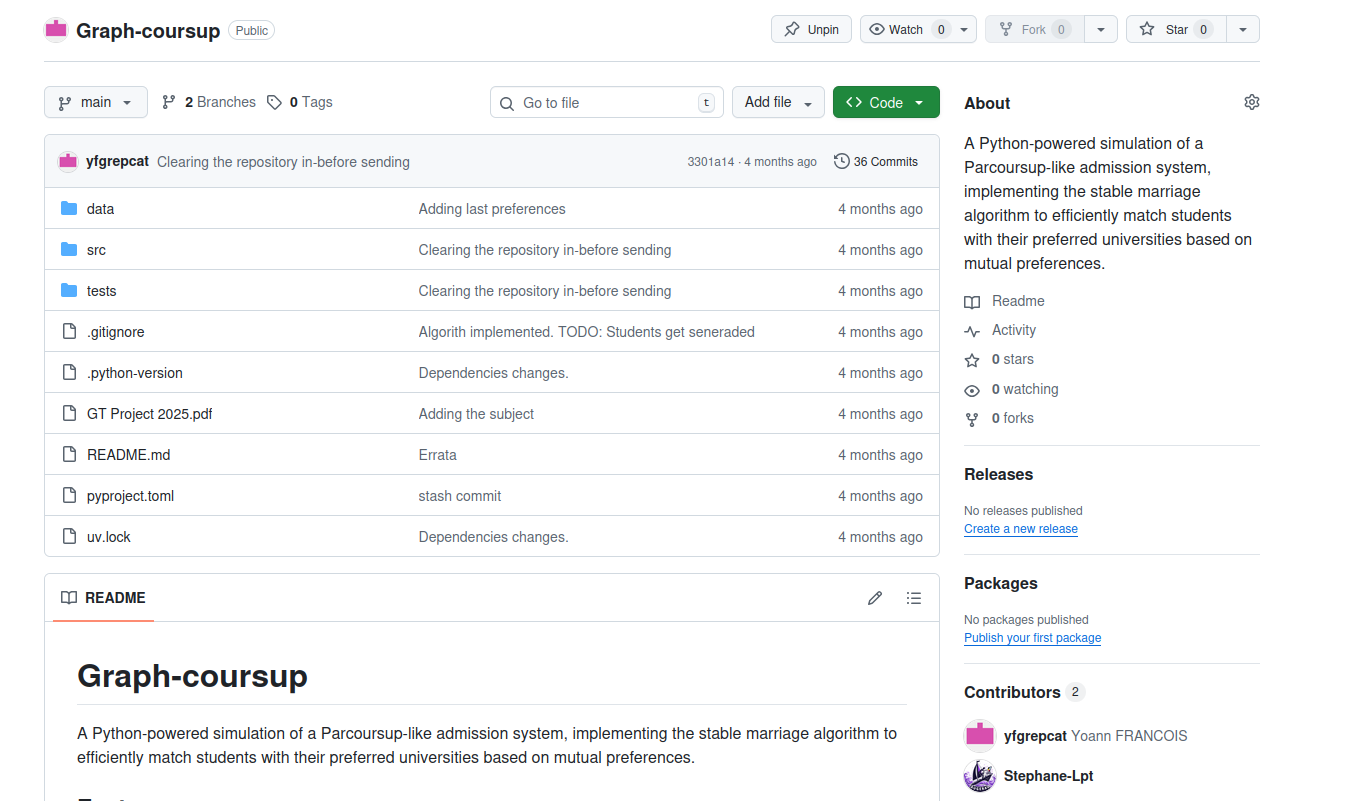 Graph-coursup Public Unpin Watch 0 Fork 0 Star 0
main 2 Branches 0 Tags Go to file t Add file Code
yfgrepcat Clearing the repository in-before sending 3301a14 · 4 months ago 36 Commits
data Adding last preferences 4 months ago
src Clearing the repository in-before sending 4 months ago
tests Clearing the repository in-before sending 4 months ago
.gitignore Algorith implemented. TODO: Students get seneraded 4 months ago
.python-version Dependencies changes. 4 months ago
GT Project 2025.pdf Adding the subject 4 months ago
README.md Errata 4 months ago
pyproject.toml stash commit 4 months ago
uv.lock Dependencies changes. 4 months ago
README
Graph-coursup
A Python-powered simulation of a Parcoursup-like admission system, implementing the stable marriage algorithm to
efficiently match students with their preferred universities based on mutual preferences.
About
A Python-powered simulation of a
Parcoursup-like admission system,
implementing the stable marriage
algorithm to efficiently match students
with their preferred universities based on
mutual preferences.
Readme
Activity
0 stars
0 watching
0 forks
Releases
No releases published
Create a new release
Packages
No packages published
Publish your first package
Contributors 2
yfgrepcat Yoann FRANCOIS
Stephane-Lpt